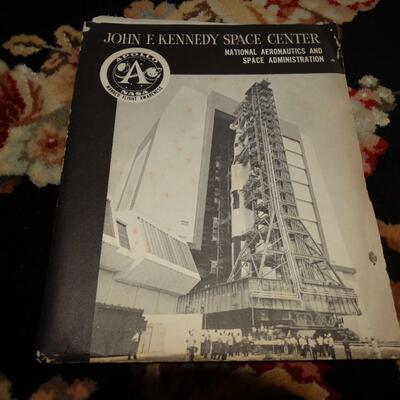 JOHN F. KENNEDY SPACE CENTER
NATIONAL AERONAUTICS AND
SPACE ADMINISTRATION
APOLLO
A
NASA
MANNED FLIGHT AWARENESS